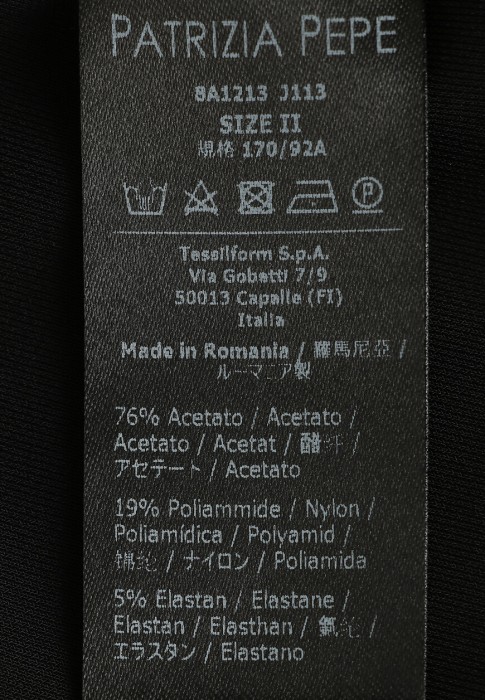 PATRIZIA PEPE
8A1213 J113
SIZE II
規格 170/92A
Tessilform S.p.A.
Via Gobetti 7/9
50013 Capalle (FI)
Italia
Made in Romania / 羅馬尼亞 /
ルーマニア製
76% Acetato / Acetato /
Acetato / Acetat / 醋纤 /
アセテート / Acetato
19% Poliammide / Nylon /
Poliamídica / Polyamid /
锦纶 / ナイロン / Poliamida
5% Elastan / Elastane /
Elastan / Elasthan / 氨纶 /
エラスタン / Elastano